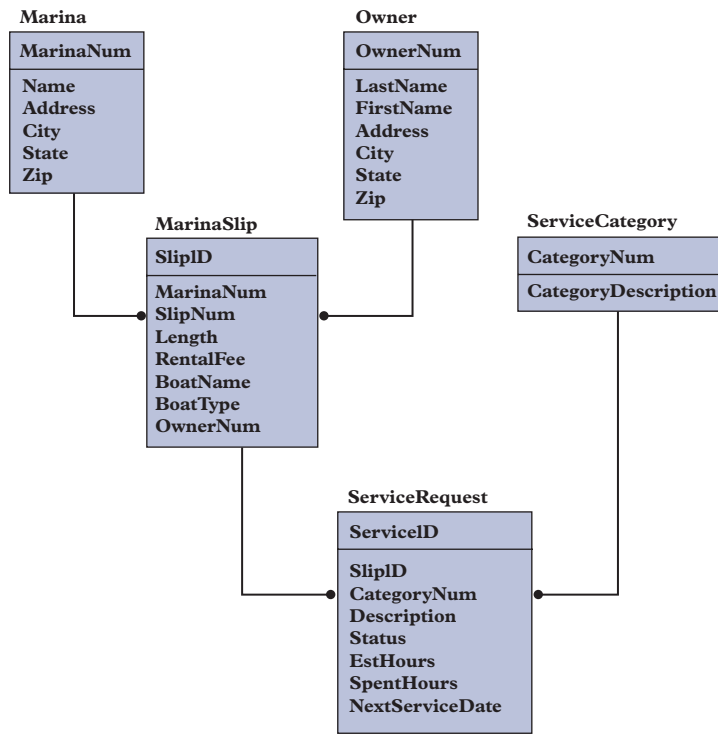 Marina
MarinaNum
Name
Address
City
State
Zip
Owner
OwnerNum
LastName
FirstName
Address
City
State
Zip
MarinaSlip
SlipID
MarinaNum
SlipNum
Length
RentalFee
BoatName
BoatType
OwnerNum
ServiceCategory
CategoryNum
CategoryDescription
ServiceRequest
ServiceID
SlipID
CategoryNum
Description
Status
EstHours
SpentHours
NextServiceDate